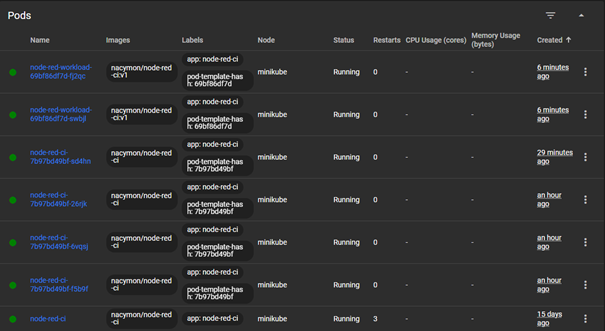 Pods
Name Images Labels Node Status Restarts CPU Usage (cores) Memory Usage (bytes) Created
node-red-workload-69bf86df7d-fj2qc nacymon/node-red-ci:v1 app: node-red-ci pod-template-hash: 69bf86df7d minikube Running 0 - - 6 minutes ago
node-red-workload-69bf86df7d-swbjl nacymon/node-red-ci:v1 app: node-red-ci pod-template-hash: 69bf86df7d minikube Running 0 - - 6 minutes ago
node-red-ci-7b97bd49bf-sd4hn nacymon/node-red-ci app: node-red-ci pod-template-hash: 7b97bd49bf minikube Running 0 - - 29 minutes ago
node-red-ci-7b97bd49bf-26rjk nacymon/node-red-ci app: node-red-ci pod-template-hash: 7b97bd49bf minikube Running 0 - - an hour ago
node-red-ci-7b97bd49bf-6vqsj nacymon/node-red-ci app: node-red-ci pod-template-hash: 7b97bd49bf minikube Running 0 - - an hour ago
node-red-ci-7b97bd49bf-f5b9f nacymon/node-red-ci app: node-red-ci pod-template-hash: 7b97bd49bf minikube Running 0 - - an hour ago
node-red-ci nacymon/node-red-ci app: node-red-ci minikube Running 3 - - 15 days ago